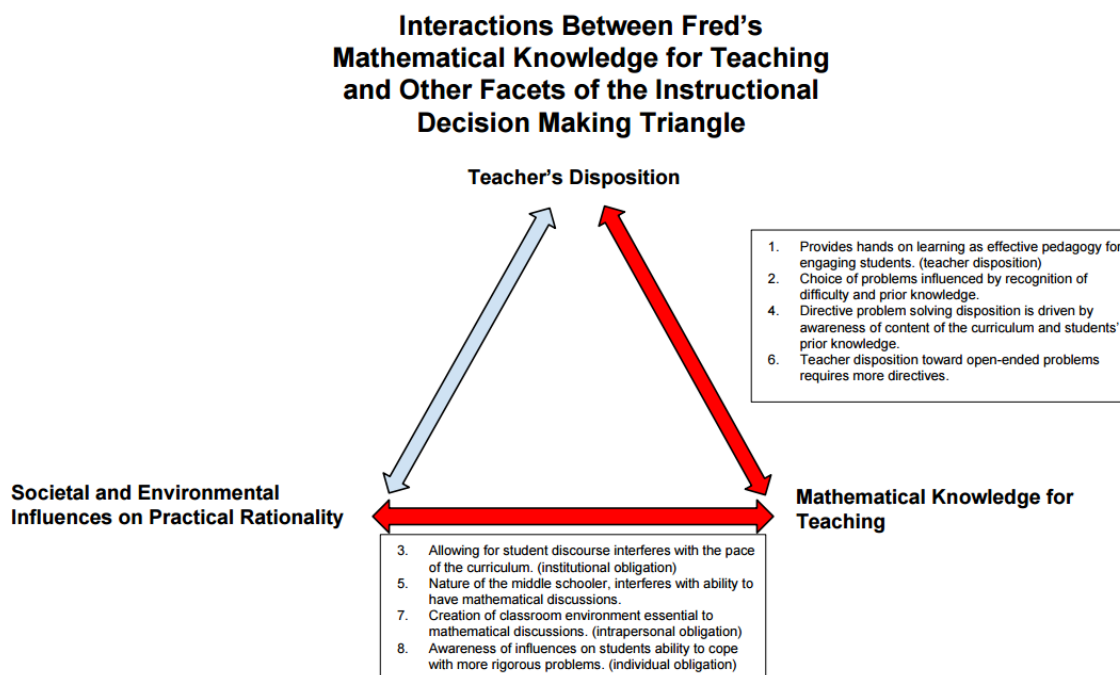 Interactions Between Fred's
Mathematical Knowledge for Teaching
and Other Facets of the Instructional
Decision Making Triangle
Teacher's Disposition
1. Provides hands on learning as effective pedagogy for
engaging students. (teacher disposition)
2. Choice of problems influenced by recognition of
difficulty and prior knowledge.
4. Directive problem solving disposition is driven by
awareness of content of the curriculum and students'
prior knowledge.
6. Teacher disposition toward open-ended problems
requires more directives.
Societal and Environmental
Influences on Practical Rationality
Mathematical Knowledge for
Teaching
3. Allowing for student discourse interferes with the pace
of the curriculum. (institutional obligation)
5. Nature of the middle schooler, interferes with ability to
have mathematical discussions.
7. Creation of classroom environment essential to
mathematical discussions. (intrapersonal obligation)
8. Awareness of influences on students ability to cope
with more rigorous problems. (individual obligation)